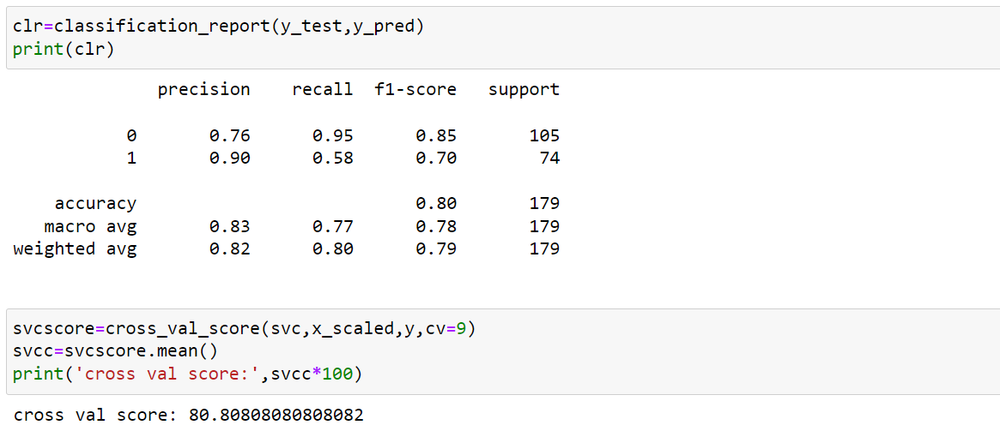 clr=classification_report(y_test,y_pred)
print(clr)
precision recall f1-score support
0 0.76 0.95 0.85 105
1 0.90 0.58 0.70 74
accuracy 0.80 179
macro avg 0.83 0.77 0.78 179
weighted avg 0.82 0.80 0.79 179
svcscore=cross_val_score(svc,x_scaled,y,cv=9)
svcc=svcscore.mean()
print('cross val score:',svcc*100)
cross val score: 80.80808080808082